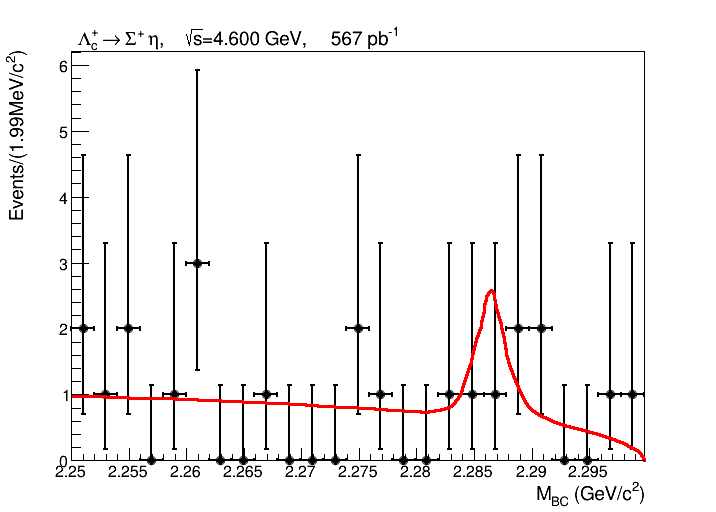 Λc+ → Σ+ η, √s=4.600 GeV, 567 pb-1
Events/(1.99MeV/c2)
6
5
4
3
2
1
0
2.25 2.255 2.26 2.265 2.27 2.275 2.28 2.285 2.29 2.295
MBC (GeV/c2)